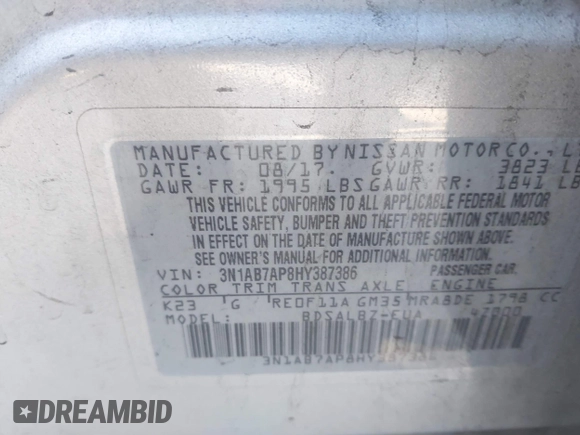 MANUFACTURED BY NISSAN MOTOR CO.,
DATE: 08/17. GVWR: 3823 LB
GAWR FR: 1995 LBS GAWR RR: 1841 LB
THIS VEHICLE CONFORMS TO ALL APPLICABLE FEDERAL MOTOR
VEHICLE SAFETY, BUMPER AND THEFT PREVENTION STANDARDS
IN EFFECT ON THE DATE OF MANUFACTURE SHOWN ABOVE.
SEE OWNER'S MANUAL FOR ADDITIONAL INFORMATION.
VIN: 3N1AB7AP8HY387386 PASSENGER CAR.
COLOR TRIM TRANS AXLE ENGINE
K23 G RE0F11A GM35 MRA8DE 1798 CC
MODEL: BDSALBZ-EUA 47000
3N1AB7AP8HY387386
DREAMBID